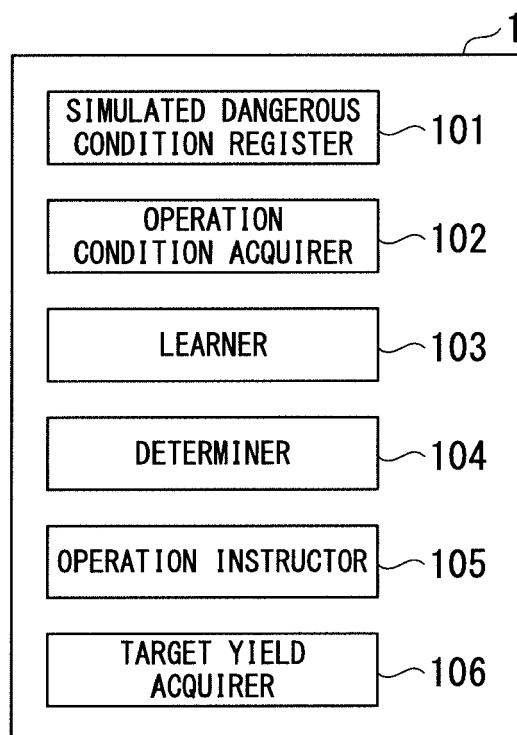 1
SIMULATED DANGEROUS
CONDITION REGISTER
101
OPERATION
CONDITION ACQUIRER
102
LEARNER
103
DETERMINER
104
OPERATION INSTRUCTOR
105
TARGET YIELD
ACQUIRER
106